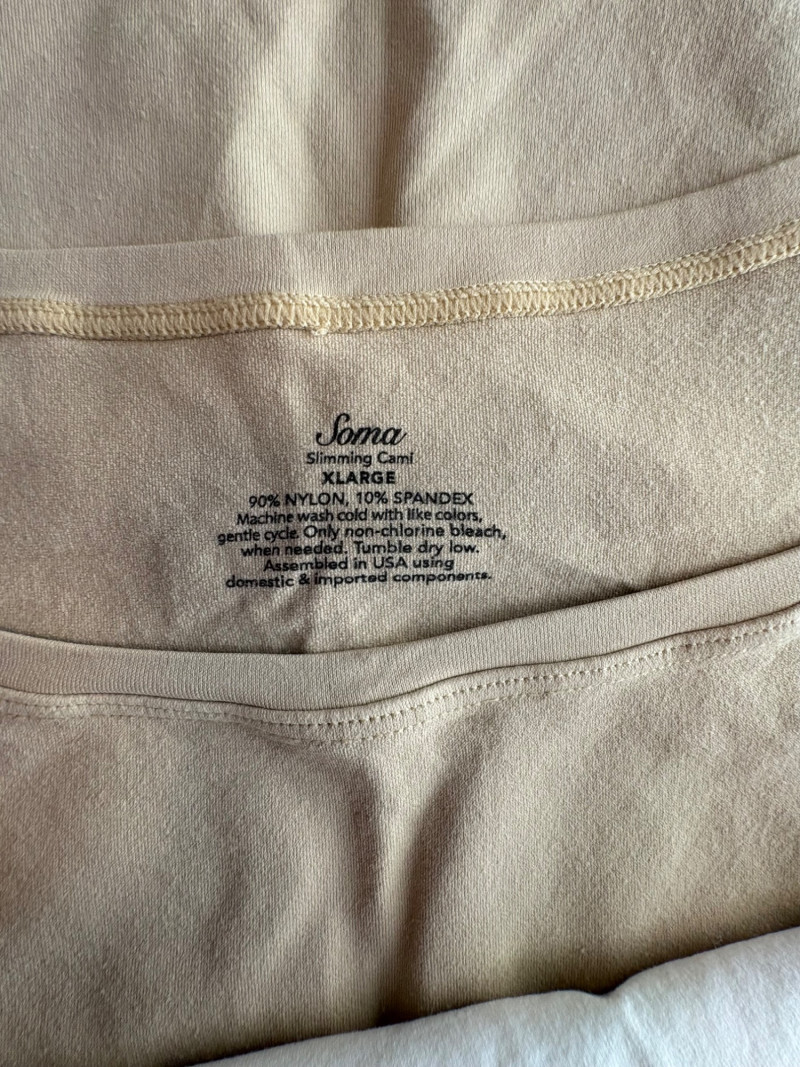 Soma
Slimming Cami
XLARGE
90% NYLON, 10% SPANDEX
Machine wash cold with like colors,
gentle cycle. Only non-chlorine bleach,
when needed. Tumble dry low.
Assembled in USA using
domestic & imported components.